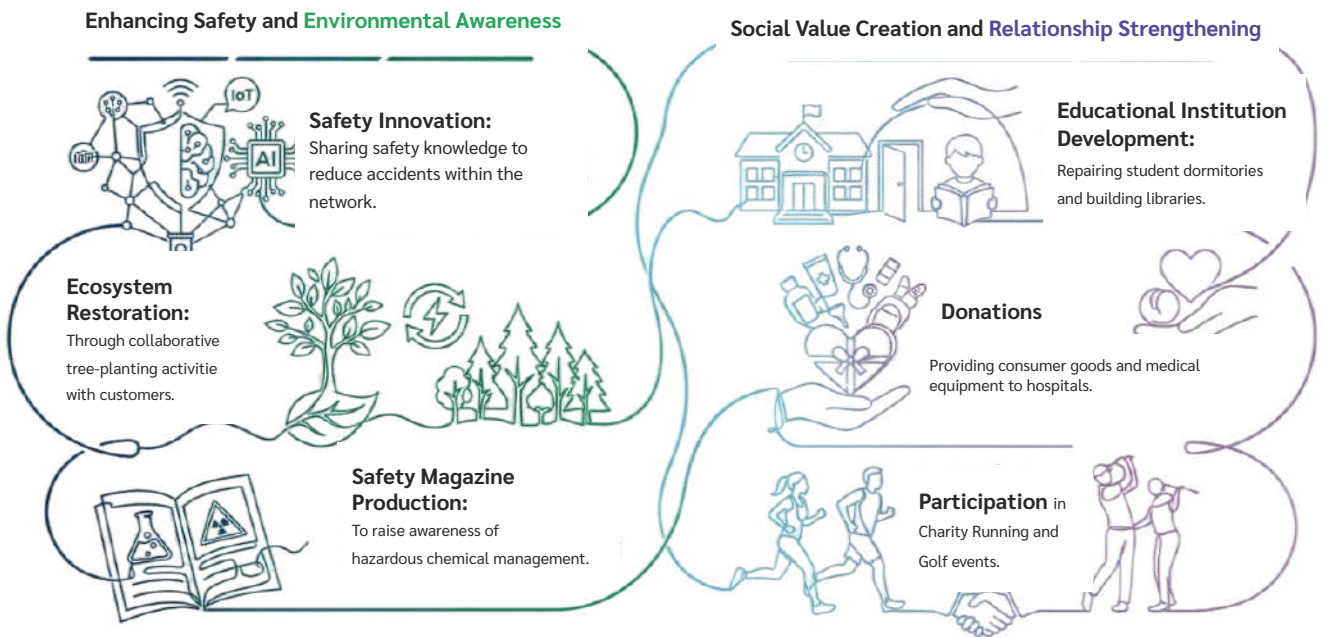 Enhancing Safety and Environmental Awareness
IoT
AI
Safety Innovation:
Sharing safety knowledge to
reduce accidents within the
network.
Ecosystem
Restoration:
Through collaborative
tree-planting activitie
with customers.
Safety Magazine
Production:
To raise awareness of
hazardous chemical management.
Social Value Creation and Relationship Strengthening
Educational Institution
Development:
Repairing student dormitories
and building libraries.
Donations
Providing consumer goods and medical
equipment to hospitals.
Participation in
Charity Running and
Golf events.